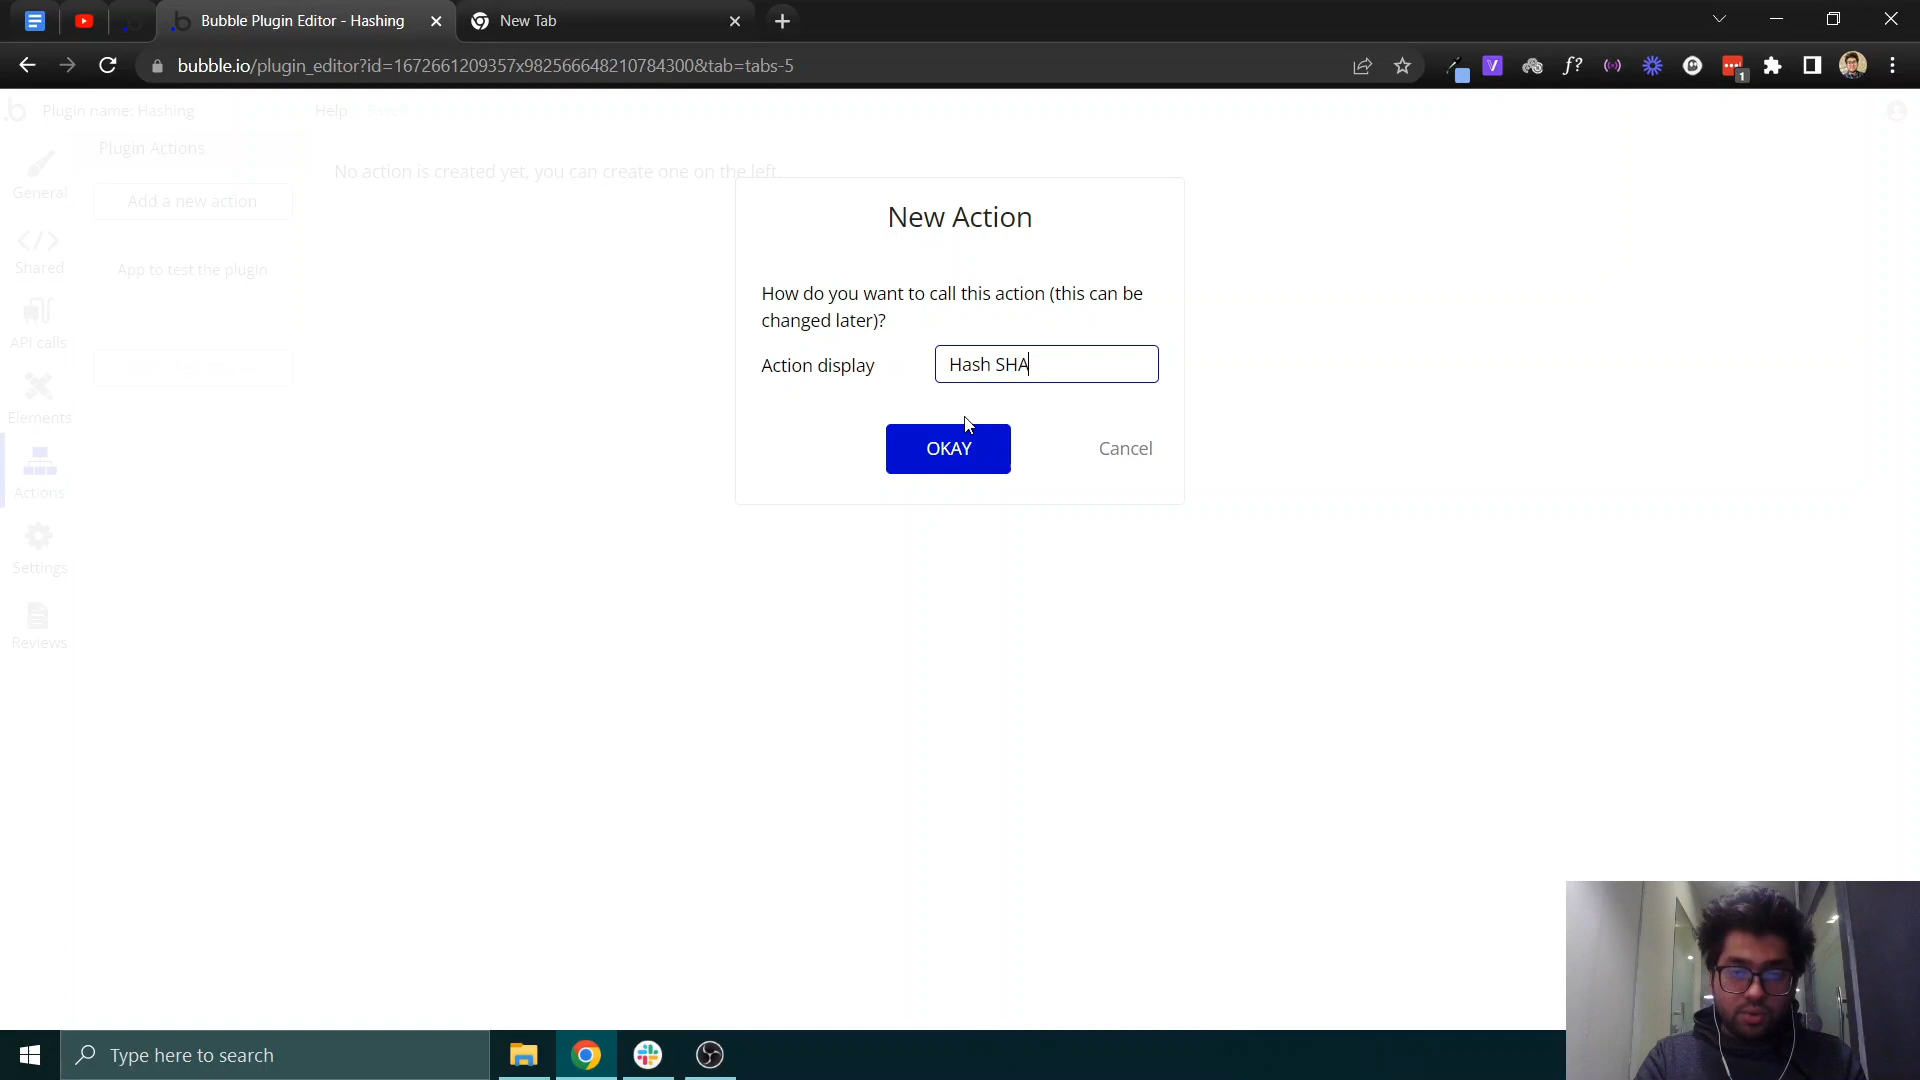 Bubble Plugin Editor - Hashing
New Tab
bubble.io/plugin_editor?id=1672661209357x982566648210784300&tab=tabs-5
1
Plugin name: Hashing
Help
Saved
Plugin Actions
No action is created yet, you can create one on the left.
General
Add a new action
Shared
App to test the plugin
API calls
Elements
Actions
Settings
Reviews
New Action
How do you want to call this action (this can be
changed later)?
Action display
Hash SHA
OKAY
Cancel
Type here to search